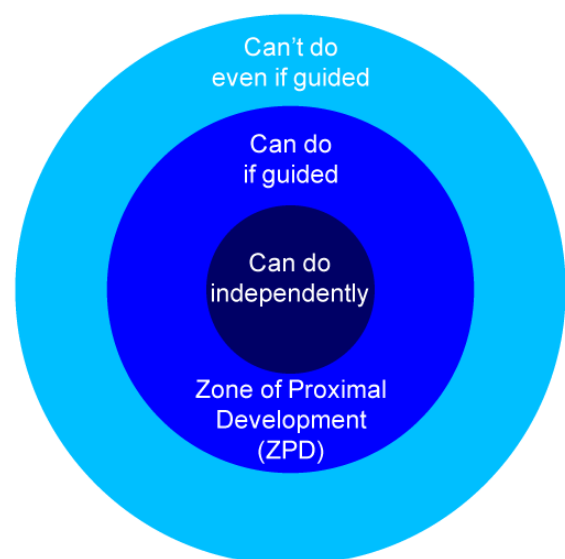 Can't do
even if guided
Can do
if guided
Can do
independently
Zone of Proximal
Development
(ZPD)